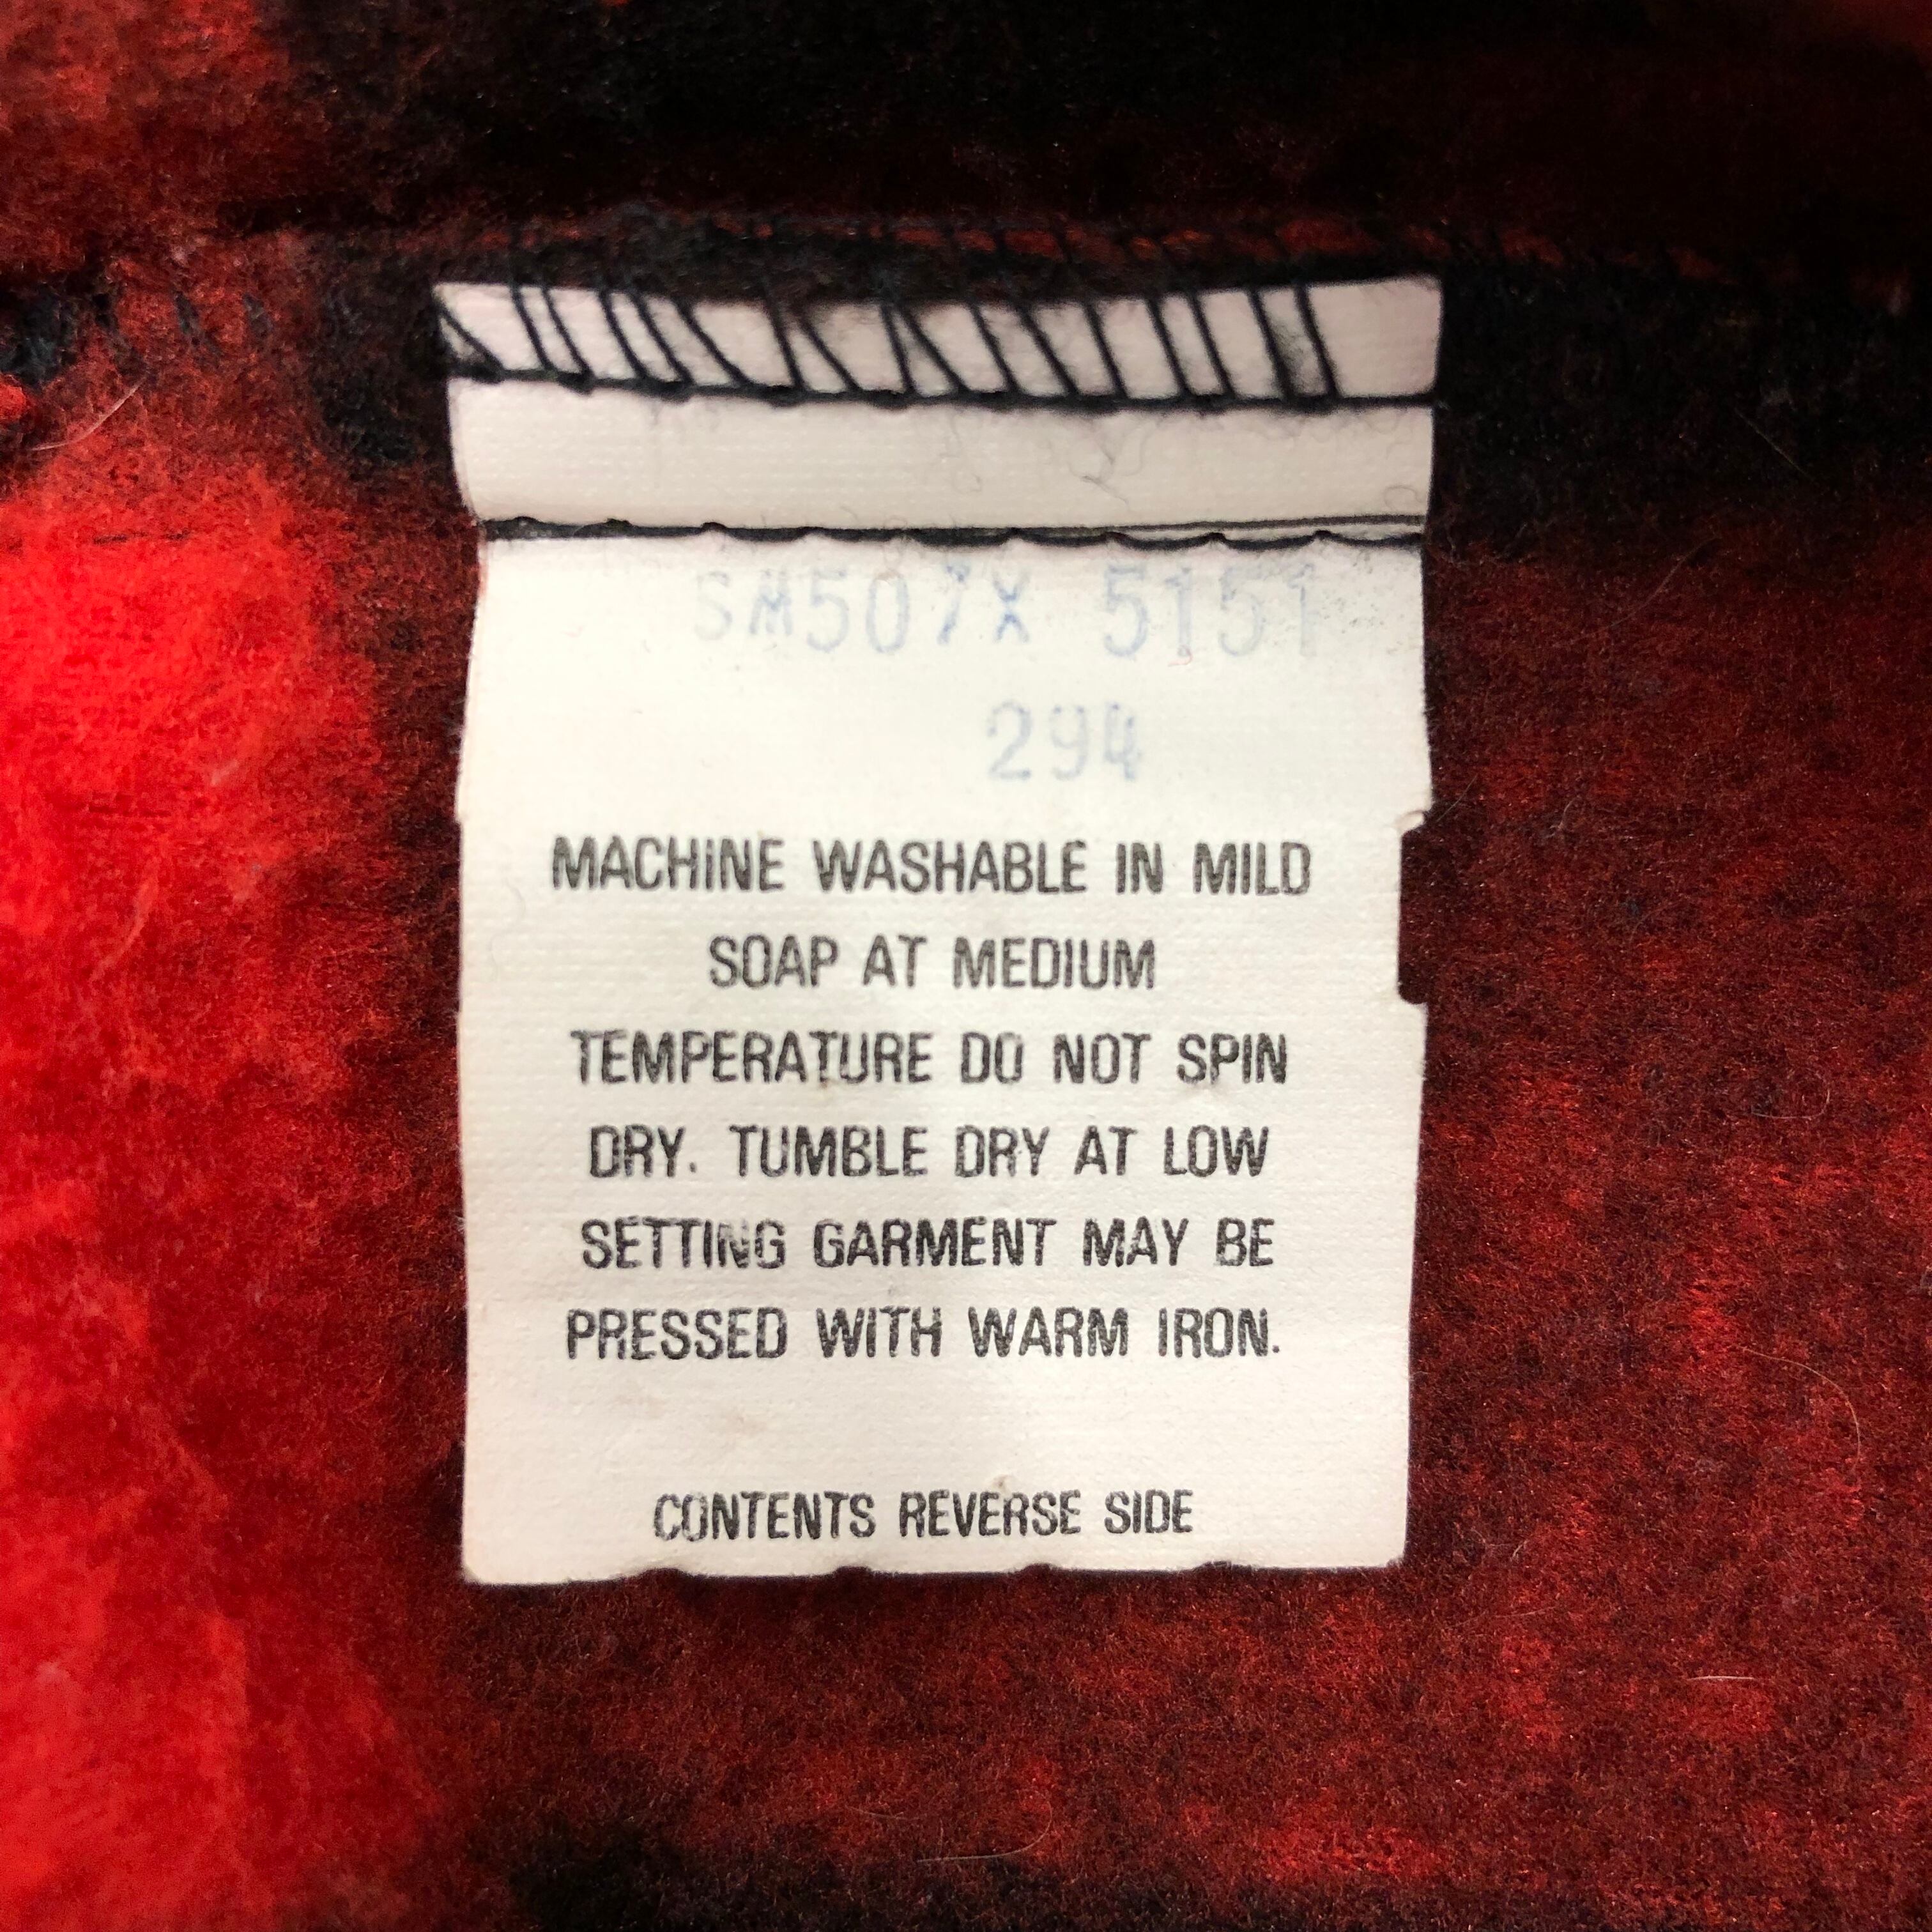 SM507X 5151
294
MACHINE WASHABLE IN MILD
SOAP AT MEDIUM
TEMPERATURE DO NOT SPIN
DRY. TUMBLE DRY AT LOW
SETTING GARMENT MAY BE
PRESSED WITH WARM IRON.
CONTENTS REVERSE SIDE